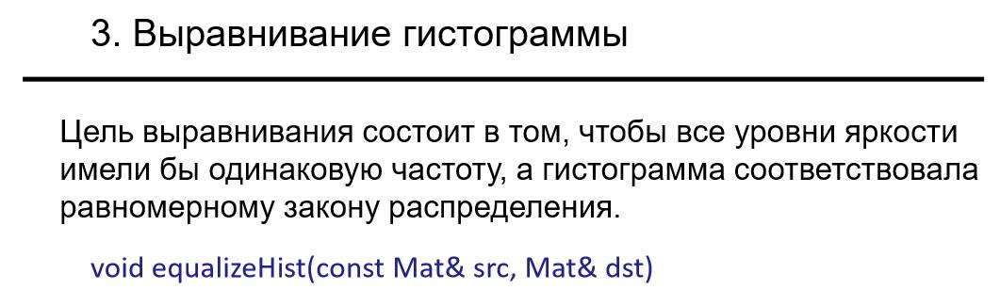 3. Выравнивание гистограммы
Цель выравнивания состоит в том, чтобы все уровни яркости
имели бы одинаковую частоту, а гистограмма соответствовала
равномерному закону распределения.
void equalizeHist(const Mat& src, Mat& dst)